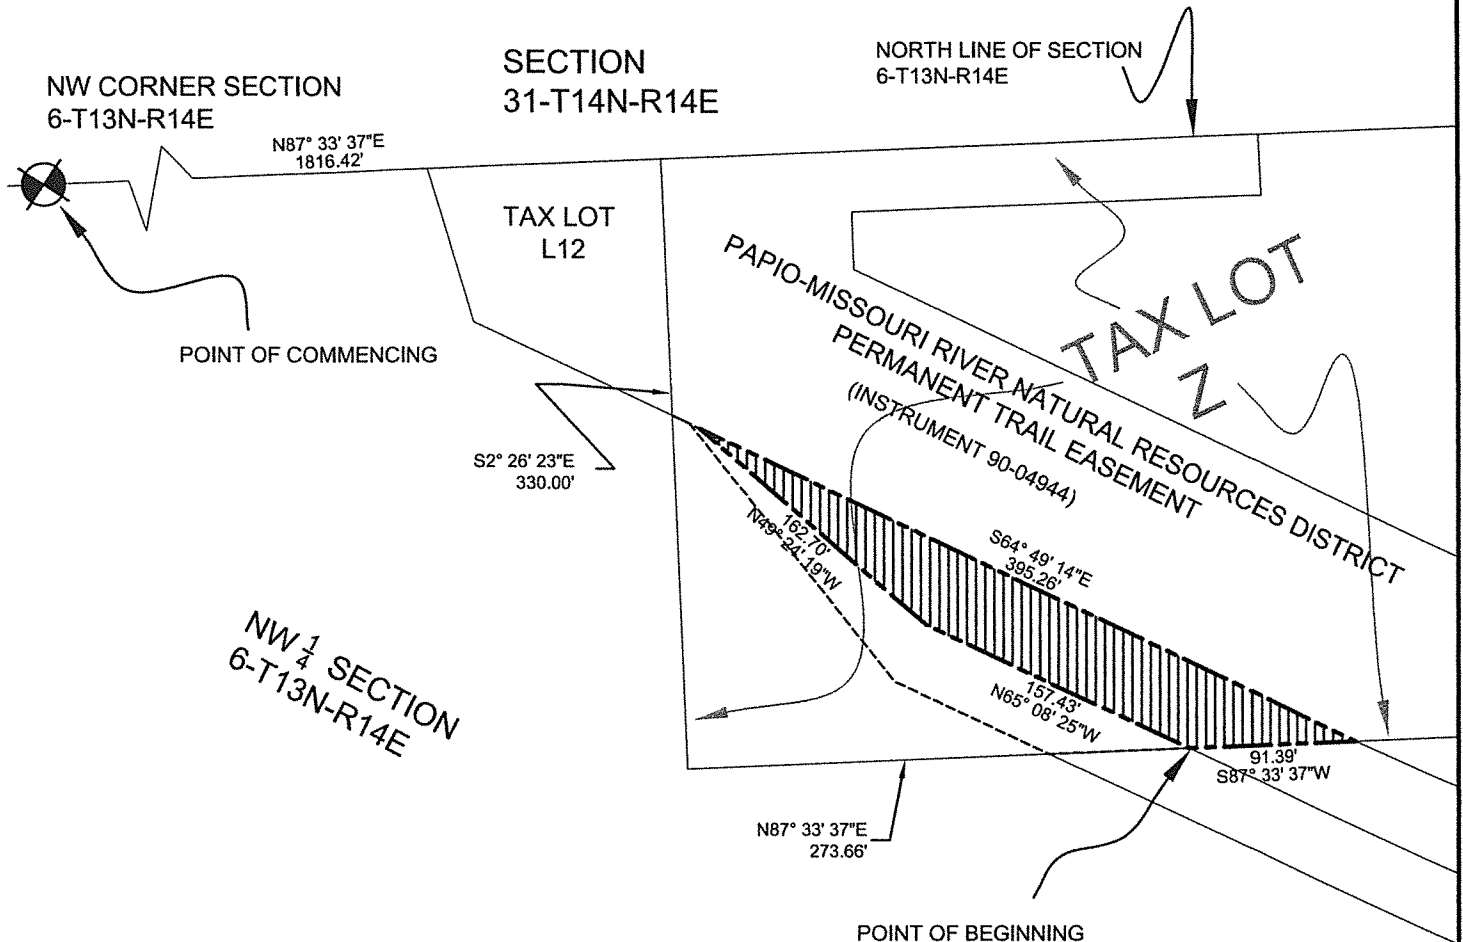 NW CORNER SECTION
6-T13N-R14E
SECTION
31-T14N-R14E
NORTH LINE OF SECTION
6-T13N-R14E
N87° 33' 37"E
1816.42'
TAX LOT
L12
POINT OF COMMENCING
PAPIO-MISSOURI RIVER NATURAL RESOURCES DISTRICT
PERMANENT TRAIL EASEMENT
(INSTRUMENT 90-04944)
TAX LOT
Z
S2° 26' 23"E
330.00'
162.70'
N49° 24' 19"W
S64° 49' 14"E
395.26'
NW 1/4 SECTION
6-T13N-R14E
157.43'
N65° 08' 25"W
91.39'
S87° 33' 37"W
N87° 33' 37"E
273.66'
POINT OF BEGINNING